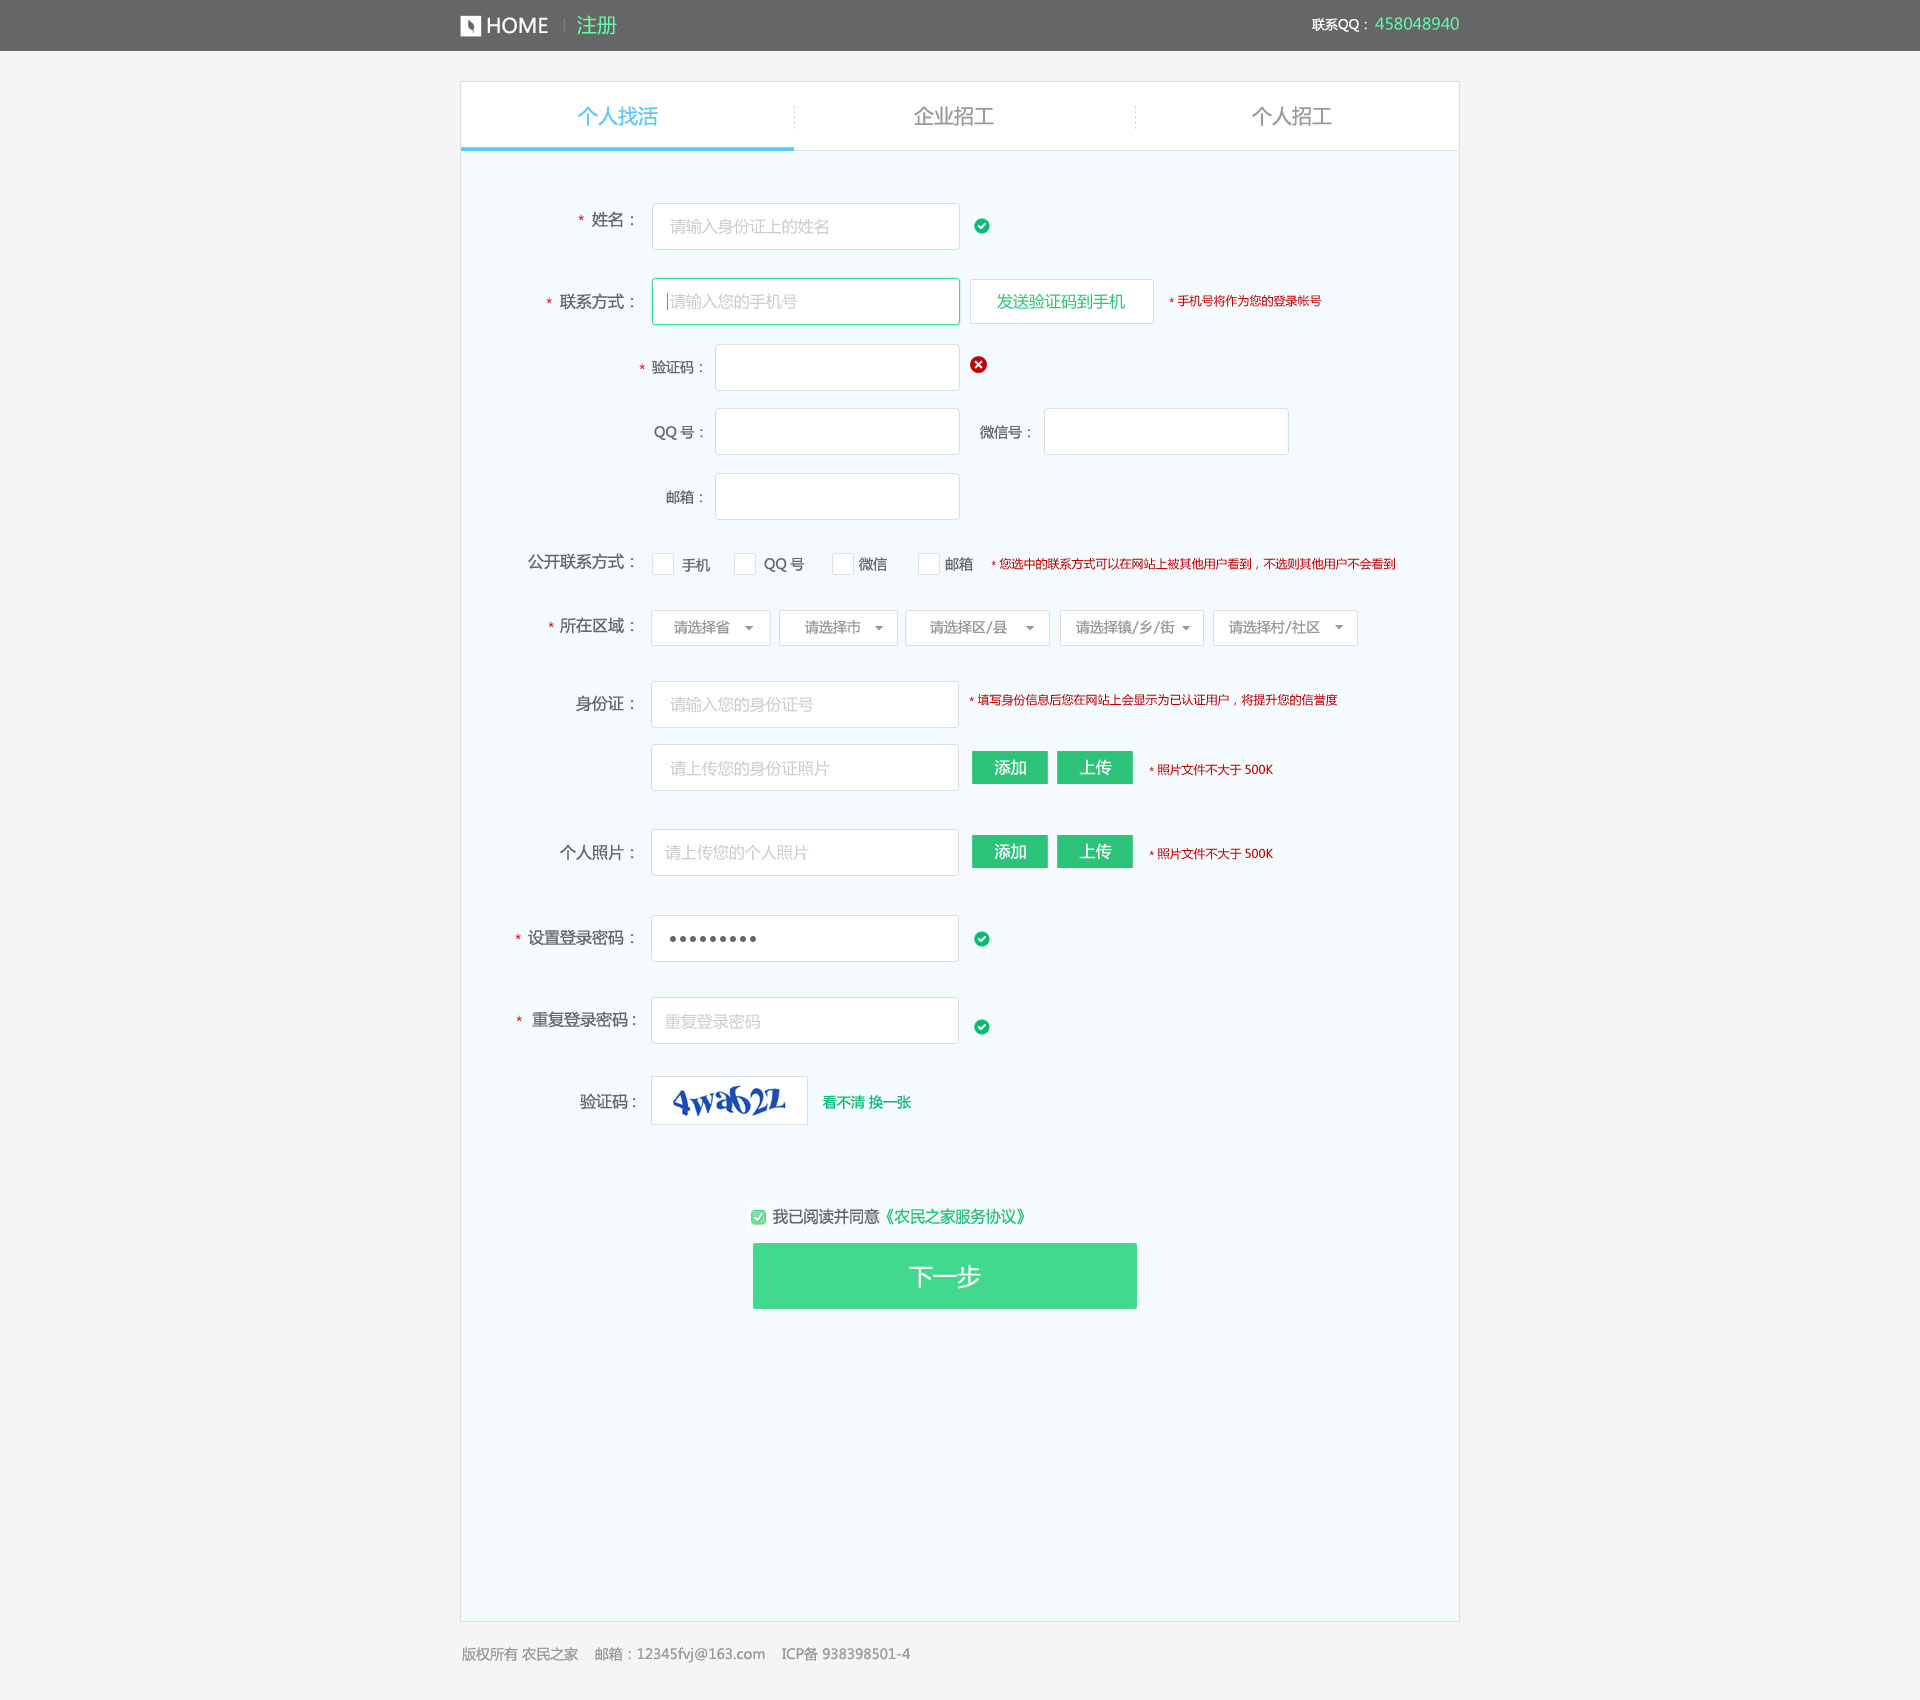 HOME 注册 联系QQ：458048940
个人找活 企业招工 个人招工
* 姓名： 请输入身份证上的姓名
* 联系方式： 请输入您的手机号 发送验证码到手机 * 手机号将作为您的登录帐号
* 验证码：
QQ 号： 微信号：
邮箱：
公开联系方式： 手机 QQ 号 微信 邮箱 * 您选中的联系方式可以在网站上被其他用户看到，不选则其他用户不会看到
* 所在区域： 请选择省 请选择市 请选择区/县 请选择镇/乡/街 请选择村/社区
身份证： 请输入您的身份证号 * 填写身份信息后您在网站上会显示为已认证用户，将提升您的信誉度
请上传您的身份证照片 添加 上传 * 照片文件不大于 500K
个人照片： 请上传您的个人照片 添加 上传 * 照片文件不大于 500K
* 设置登录密码： •••••••••
* 重复登录密码： 重复登录密码
验证码： 4wa62z 看不清 换一张
我已阅读并同意《农民之家服务协议》
下一步
版权所有 农民之家 邮箱：12345fvj@163.com ICP备 938398501-4